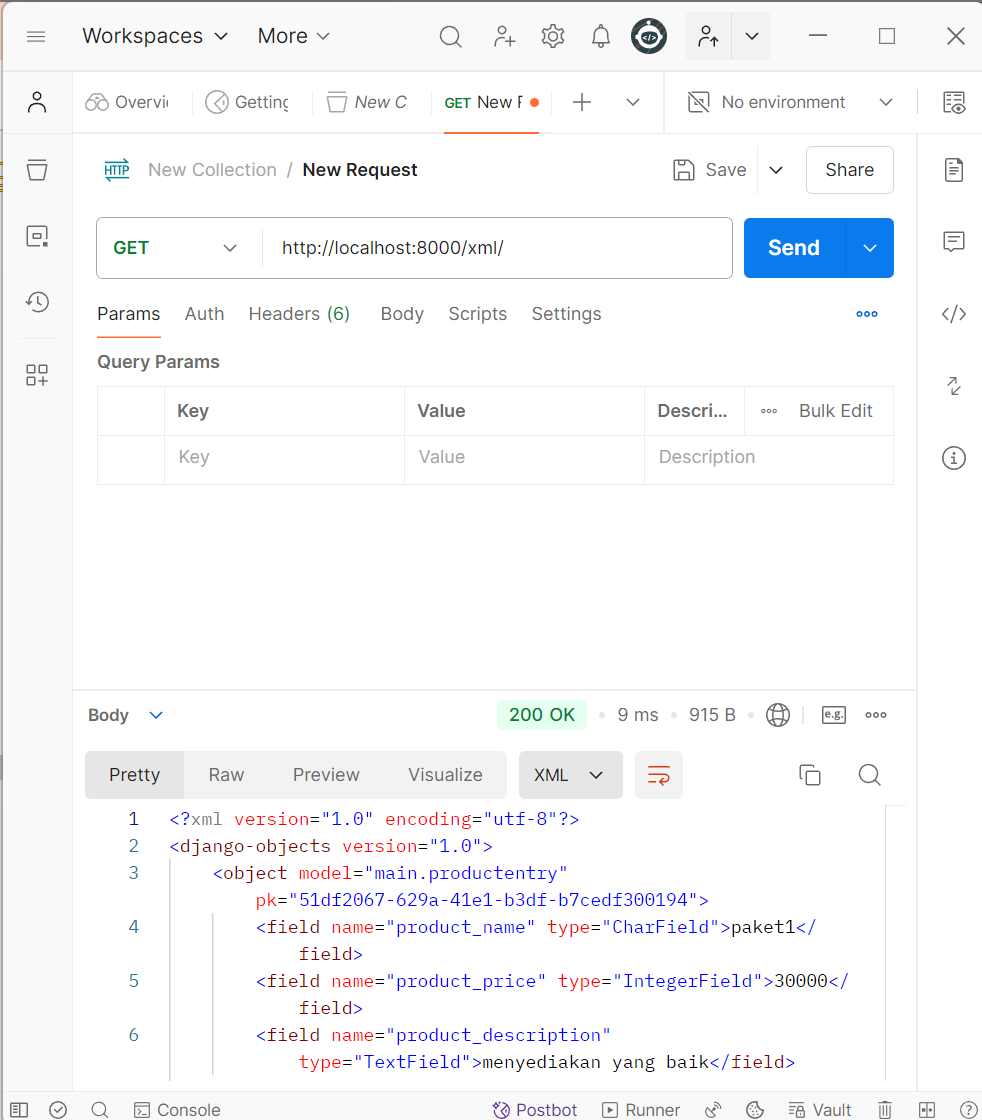 Workspaces More
Overvi Getting New C GET New F No environment
HTTP New Collection / New Request Save Share
GET http://localhost:8000/xml/ Send
Params Auth Headers (6) Body Scripts Settings
Query Params
Key Value Descri... Bulk Edit
Key Value Description
Body 200 OK 9 ms 915 B e.g.
Pretty Raw Preview Visualize XML
1 <?xml version="1.0" encoding="utf-8"?>
2 <django-objects version="1.0">
3 <object model="main.productentry"
pk="51df2067-629a-41e1-b3df-b7cedf300194">
4 <field name="product_name" type="CharField">paket1</
field>
5 <field name="product_price" type="IntegerField">30000</
field>
6 <field name="product_description"
type="TextField">menyediakan yang baik</field>
Console Postbot Runner Vault